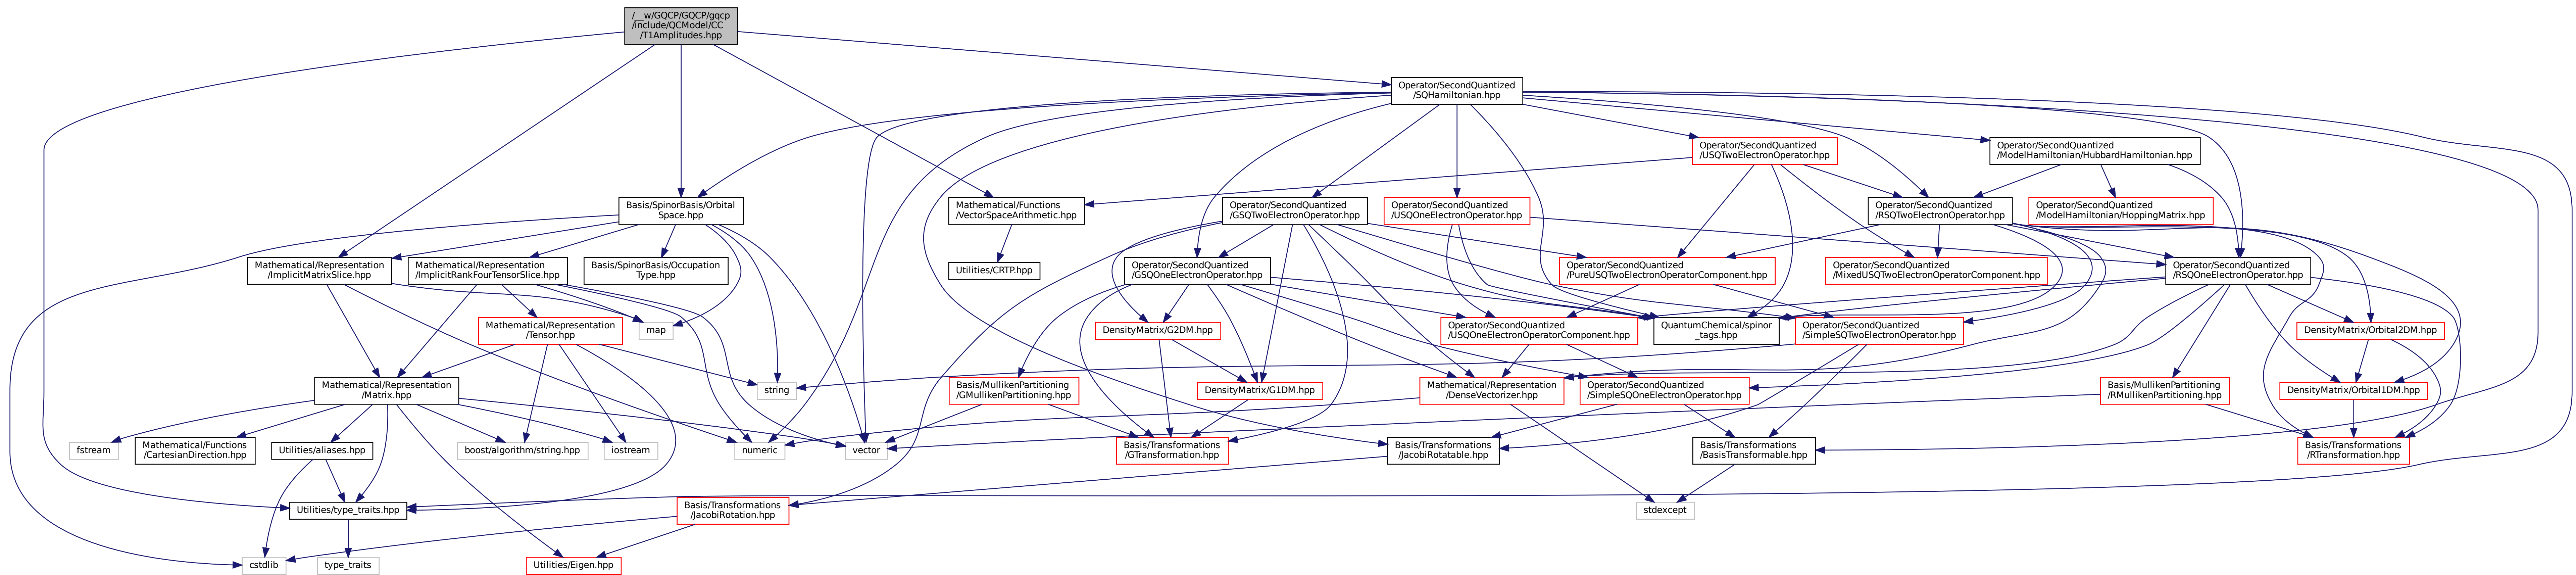 /__w/GQCP/GQCP/gqcp
/include/QCModel/CC
/T1Amplitudes.hpp
Operator/SecondQuantized
/SQHamiltonian.hpp
Operator/SecondQuantized
/USQTwoElectronOperator.hpp
Operator/SecondQuantized
/ModelHamiltonian/HubbardHamiltonian.hpp
Basis/SpinorBasis/Orbital
Space.hpp
Mathematical/Functions
/VectorSpaceArithmetic.hpp
Operator/SecondQuantized
/GSQTwoElectronOperator.hpp
Operator/SecondQuantized
/USQOneElectronOperator.hpp
Operator/SecondQuantized
/RSQTwoElectronOperator.hpp
Operator/SecondQuantized
/ModelHamiltonian/HoppingMatrix.hpp
Mathematical/Representation
/ImplicitMatrixSlice.hpp
Mathematical/Representation
/ImplicitRankFourTensorSlice.hpp
Basis/SpinorBasis/Occupation
Type.hpp
Utilities/CRTP.hpp
Operator/SecondQuantized
/GSQOneElectronOperator.hpp
Operator/SecondQuantized
/PureUSQTwoElectronOperatorComponent.hpp
Operator/SecondQuantized
/MixedUSQTwoElectronOperatorComponent.hpp
Operator/SecondQuantized
/RSQOneElectronOperator.hpp
Mathematical/Representation
/Tensor.hpp
map
DensityMatrix/G2DM.hpp
Operator/SecondQuantized
/USQOneElectronOperatorComponent.hpp
QuantumChemical/spinor
_tags.hpp
Operator/SecondQuantized
/SimpleSQTwoElectronOperator.hpp
DensityMatrix/Orbital2DM.hpp
Mathematical/Representation
/Matrix.hpp
string
Basis/MullikenPartitioning
/GMullikenPartitioning.hpp
DensityMatrix/G1DM.hpp
Mathematical/Representation
/DenseVectorizer.hpp
Operator/SecondQuantized
/SimpleSQOneElectronOperator.hpp
Basis/MullikenPartitioning
/RMullikenPartitioning.hpp
DensityMatrix/Orbital1DM.hpp
fstream
Mathematical/Functions
/CartesianDirection.hpp
Utilities/aliases.hpp
boost/algorithm/string.hpp
iostream
numeric
vector
Basis/Transformations
/GTransformation.hpp
Basis/Transformations
/JacobiRotatable.hpp
Basis/Transformations
/BasisTransformable.hpp
Basis/Transformations
/RTransformation.hpp
Utilities/type_traits.hpp
Basis/Transformations
/JacobiRotation.hpp
stdexcept
cstdlib
type_traits
Utilities/Eigen.hpp